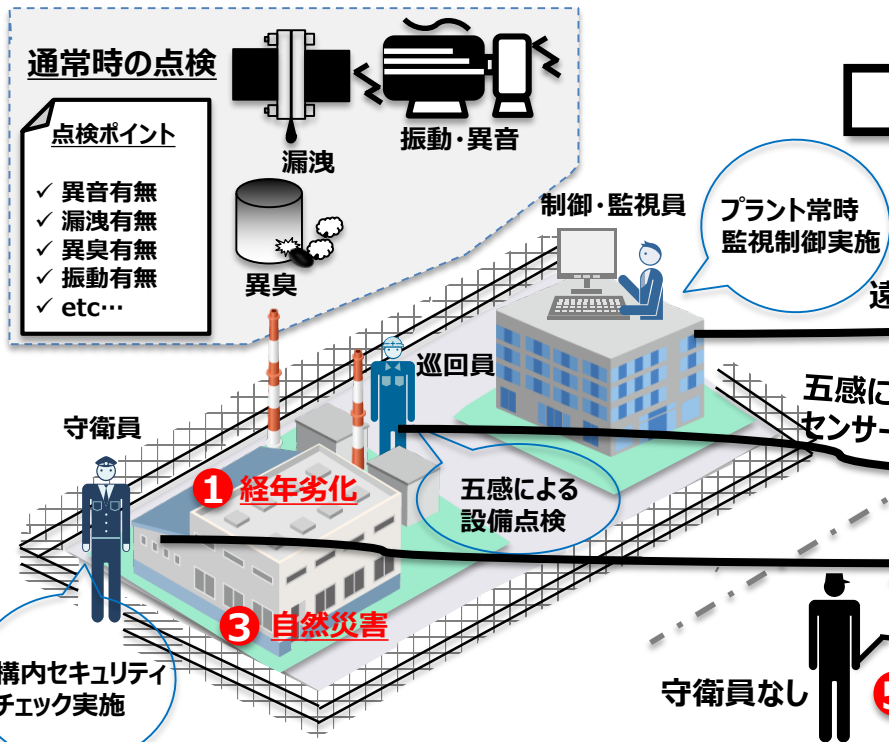 通常時の点検
点検ポイント
✓ 異音有無
✓ 漏洩有無
✓ 異臭有無
✓ 振動有無
✓ etc…
漏洩
振動・異音
異臭
制御・監視員
プラント常時
監視制御実施
遠
巡回員
五感に
センサー
守衛員
❶ 経年劣化
五感による
設備点検
❸ 自然災害
構内セキュリティ
チェック実施
守衛員なし